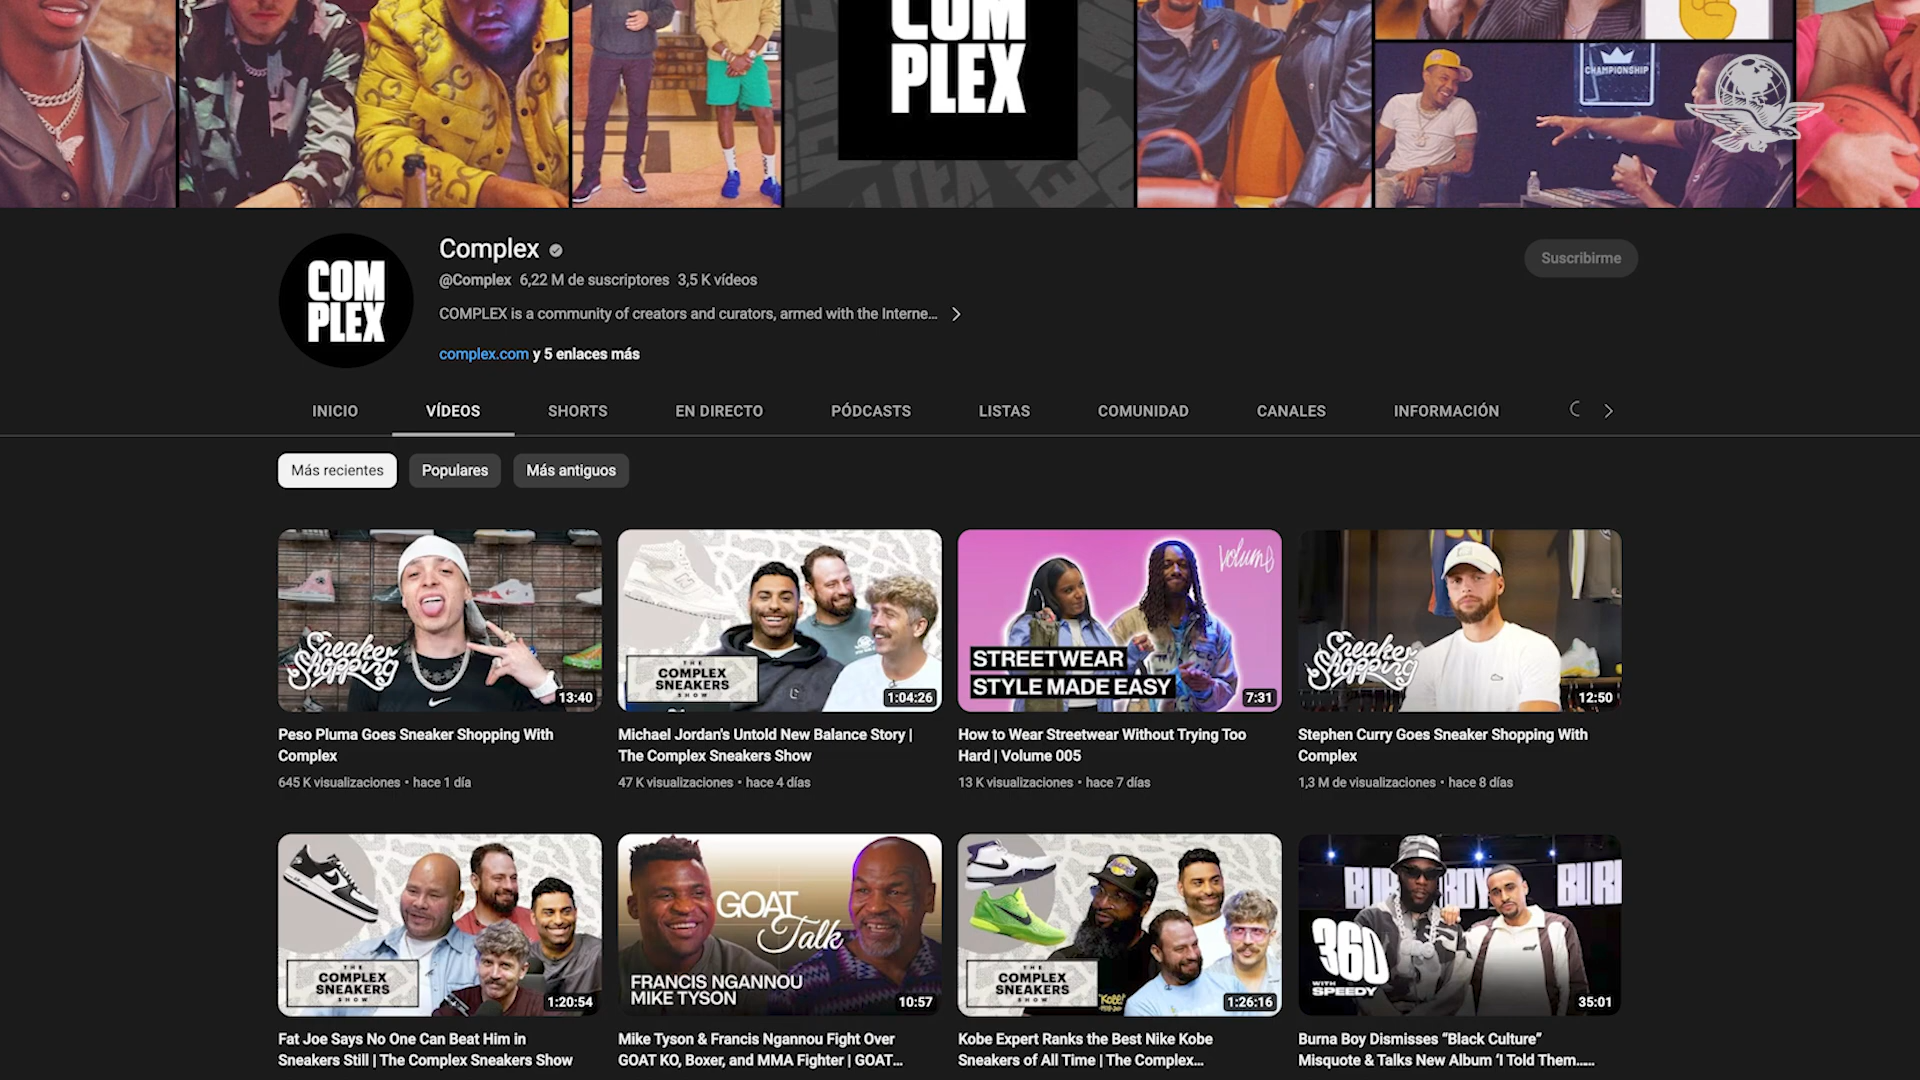 COM
PLEX
CHAMPIONSHIP
COM
PLEX
Complex
@Complex 6,22 M de suscriptores 3,5 K vídeos
COMPLEX is a community of creators and curators, armed with the Interne...
complex.com y 5 enlaces más
Suscribirme
INICIO VÍDEOS SHORTS EN DIRECTO PÓDCASTS LISTAS COMUNIDAD CANALES INFORMACIÓN
Más recientes Populares Más antiguos
Sneaker
Shopping
13:40
Peso Pluma Goes Sneaker Shopping With
Complex
645 K visualizaciones • hace 1 día
THE
COMPLEX
SNEAKERS
SHOW
1:04:26
Michael Jordan's Untold New Balance Story |
The Complex Sneakers Show
47 K visualizaciones • hace 4 días
Volume
STREETWEAR
STYLE MADE EASY
7:31
How to Wear Streetwear Without Trying Too
Hard | Volume 005
13 K visualizaciones • hace 7 días
Sneaker
Shopping
12:50
Stephen Curry Goes Sneaker Shopping With
Complex
1,3 M de visualizaciones • hace 8 días
THE
COMPLEX
SNEAKERS
SHOW
1:20:54
Fat Joe Says No One Can Beat Him in
Sneakers Still | The Complex Sneakers Show
GOAT
Talk
FRANCIS NGANNOU
MIKE TYSON
10:57
Mike Tyson & Francis Ngannou Fight Over
GOAT KO, Boxer, and MMA Fighter | GOAT...
THE
COMPLEX
SNEAKERS
SHOW
1:26:16
Kobe Expert Ranks the Best Nike Kobe
Sneakers of All Time | The Complex...
360
WITH
SPEEDY
35:01
Burna Boy Dismisses “Black Culture”
Misquote & Talks New Album ‘I Told Them......